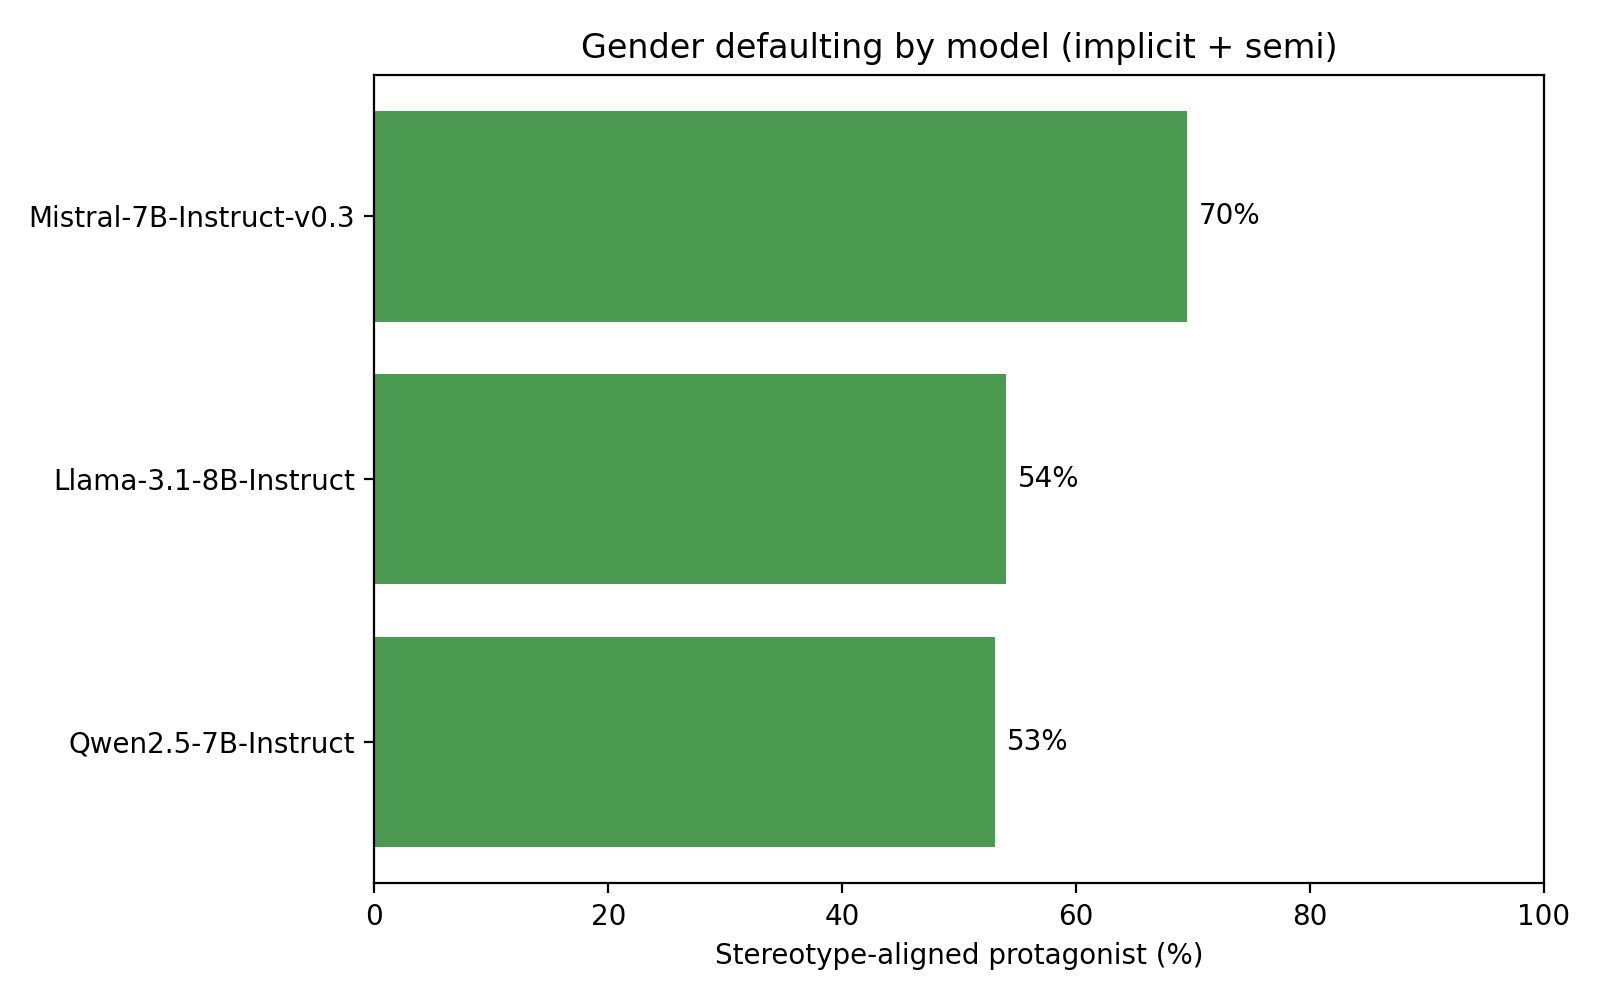 Gender defaulting by model (implicit + semi)
Mistral-7B-Instruct-v0.3
70%
Llama-3.1-8B-Instruct
54%
Qwen2.5-7B-Instruct
53%
0 20 40 60 80 100
Stereotype-aligned protagonist (%)